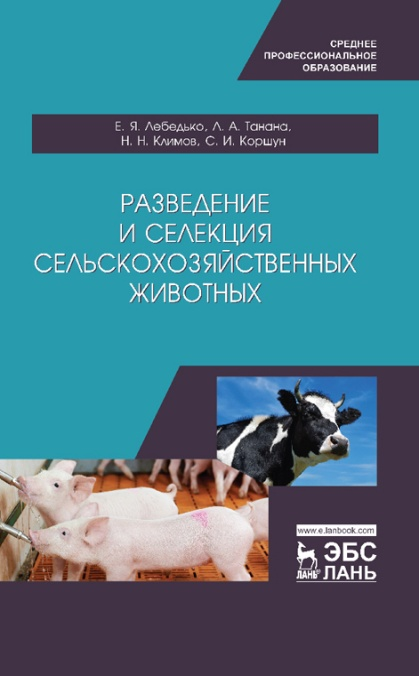 СРЕДНЕЕ
ПРОФЕССИОНАЛЬНОЕ
ОБРАЗОВАНИЕ
Е. Я. Лебедько, Л. А. Танана,
Н. Н. Климов, С. И. Коршун
РАЗВЕДЕНИЕ
И СЕЛЕКЦИЯ
СЕЛЬСКОХОЗЯЙСТВЕННЫХ
ЖИВОТНЫХ
www.e.lanbook.com
ЭБС
ЛАНЬ
ЛАНЬ®